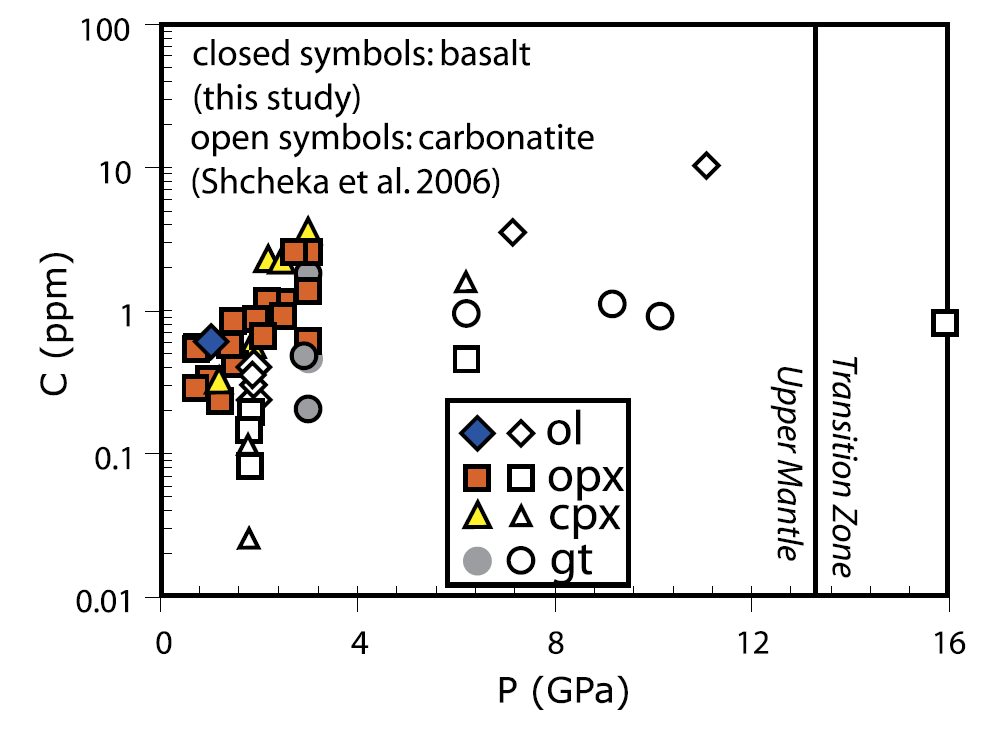 closed symbols: basalt
(this study)
open symbols: carbonatite
(Shcheka et al. 2006)
100
10
1
0.1
0.01
C (ppm)
0
4
8
12
16
P (GPa)
ol
opx
cpx
gt
Upper Mantle
Transition Zone